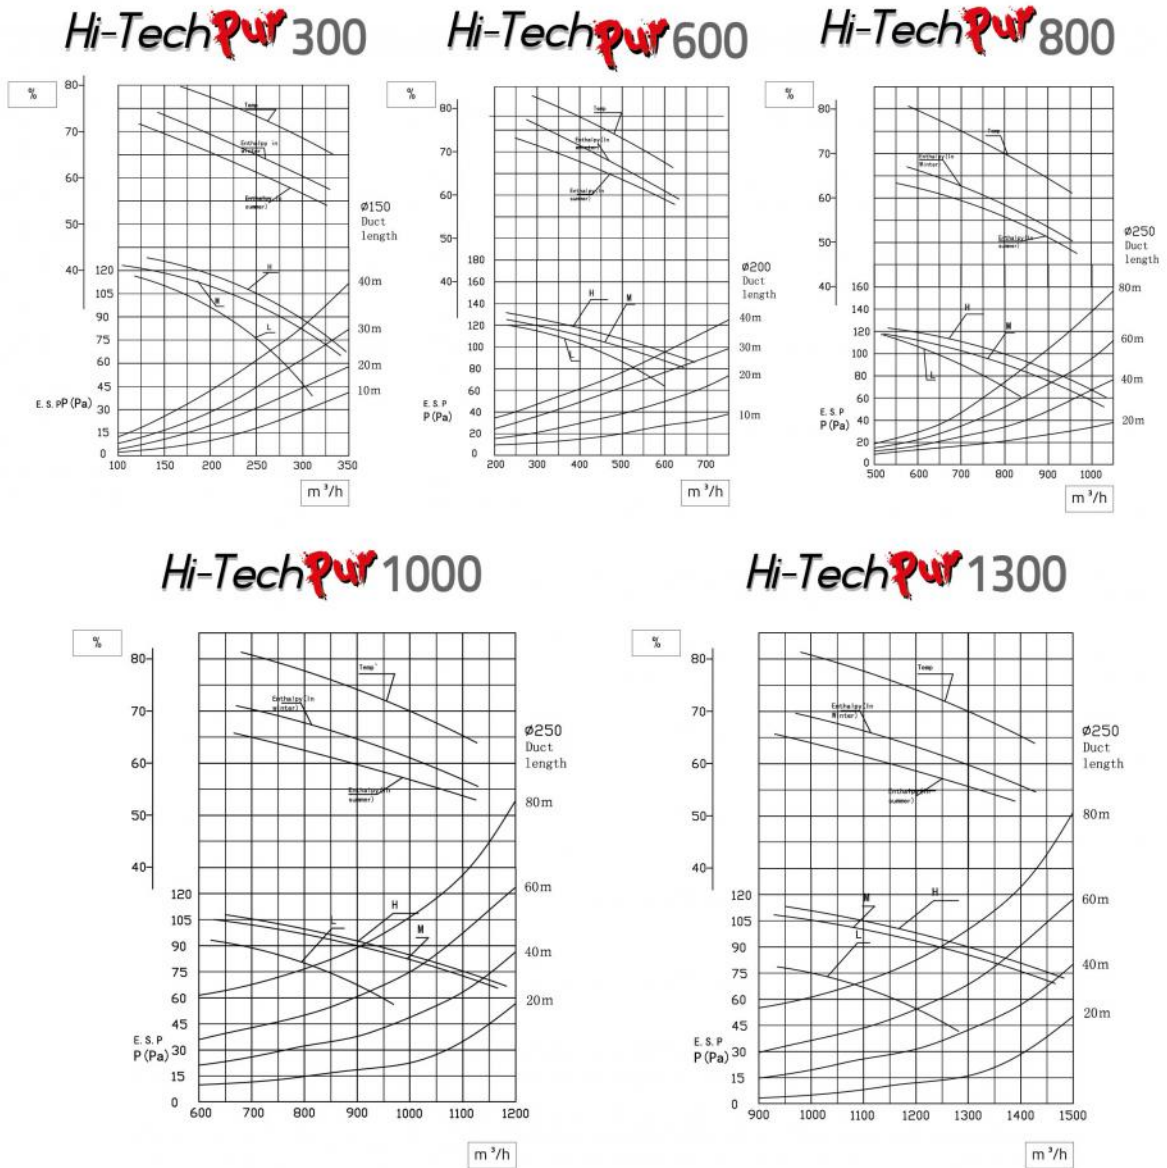 Hi-Tech Pur 300
%
80
70
60
50
40
Temp
Enthalpy in
winter
Enthalpy(In
summer)
Ø150
Duct
length
120
105
90
75
60
45
30
15
0
E. S. P
P(Pa)
H
M
L
40m
30m
20m
10m
100 150 200 250 300 350
m³/h
Hi-Tech Pur 600
%
80
70
60
50
40
Temp
Enthalpy(In
winter)
Enthalpy(In
summer)
Ø200
Duct
length
180
160
140
120
100
80
60
40
20
0
E. S. P
P(Pa)
H
M
L
40m
30m
20m
10m
200 300 400 500 600 700
m³/h
Hi-Tech Pur 800
%
80
70
60
50
40
Temp
Enthalpy(In
Winter)
Enthalpy(In
summer)
Ø250
Duct
length
160
140
120
100
80
60
40
20
0
E. S. P
P(Pa)
H
M
L
80m
60m
40m
20m
500 600 700 800 900 1000
m³/h
Hi-Tech Pur 1000
%
80
70
60
50
40
Temp
Enthalpy(In
winter)
Enthalpy(In
summer)
Ø250
Duct
length
120
105
90
75
60
45
30
15
0
E. S. P
P(Pa)
L
H
M
80m
60m
40m
20m
600 700 800 900 1000 1100 1200
m³/h
Hi-Tech Pur 1300
%
80
70
60
50
40
Temp
Enthalpy(In
Winter)
Enthalpy(In
summer)
Ø250
Duct
length
120
105
90
75
60
45
30
15
0
E. S. P
P(Pa)
M
H
L
80m
60m
40m
20m
900 1000 1100 1200 1300 1400 1500
m³/h